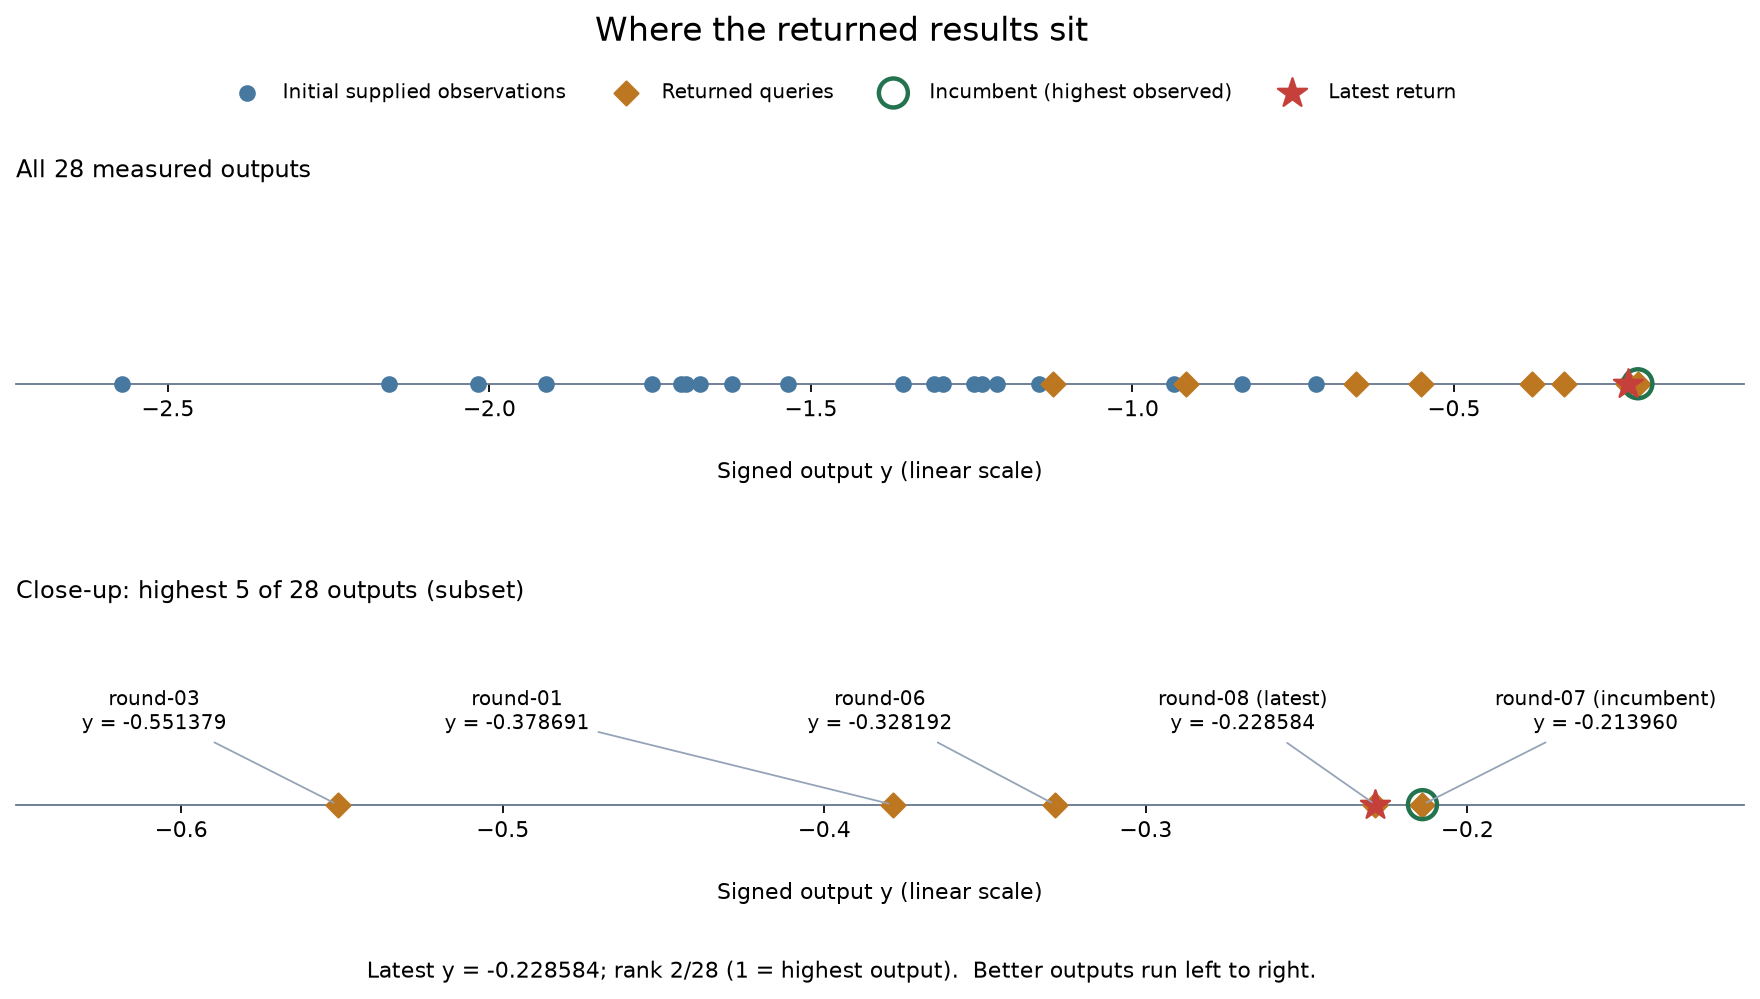 Where the returned results sit
Initial supplied observations
Returned queries
Incumbent (highest observed)
Latest return
All 28 measured outputs
−2.5
−2.0
−1.5
−1.0
−0.5
Signed output y (linear scale)
Close-up: highest 5 of 28 outputs (subset)
round-03
y = -0.551379
round-01
y = -0.378691
round-06
y = -0.328192
round-08 (latest)
y = -0.228584
round-07 (incumbent)
y = -0.213960
−0.6
−0.5
−0.4
−0.3
−0.2
Signed output y (linear scale)
Latest y = -0.228584; rank 2/28 (1 = highest output).  Better outputs run left to right.